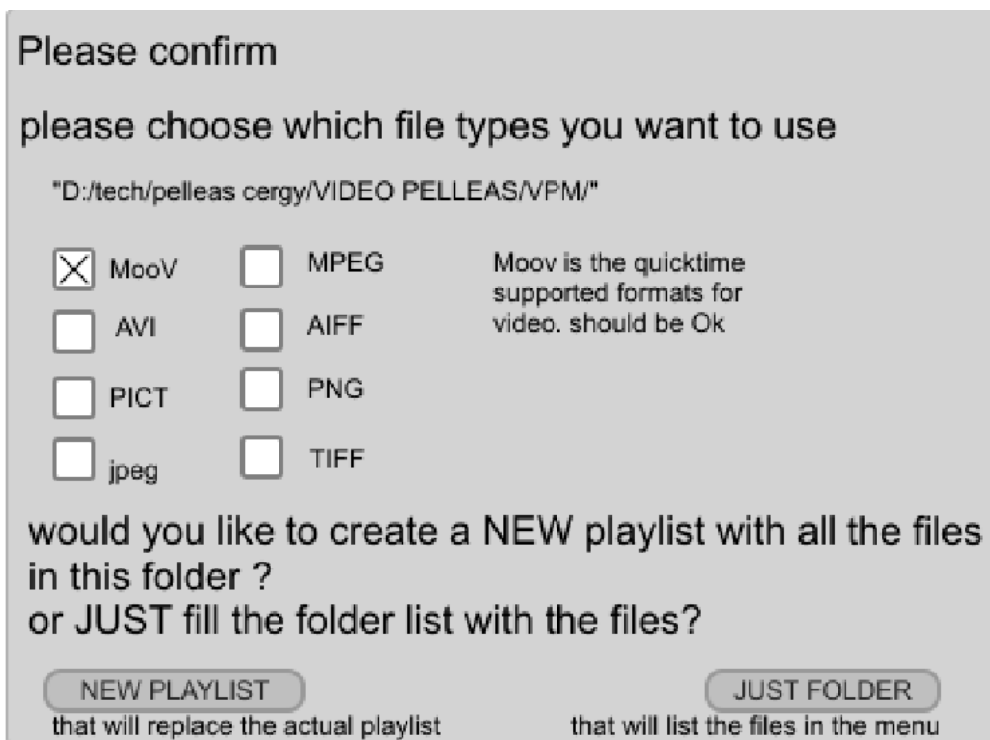 Please confirm
please choose which file types you want to use
"D:/tech/pelleas cergy/VIDEO PELLEAS/VPM/"
MooV
MPEG
Moov is the quicktime
supported formats for
video. should be Ok
AVI
AIFF
PICT
PNG
jpeg
TIFF
would you like to create a NEW playlist with all the files
in this folder ?
or JUST fill the folder list with the files?
NEW PLAYLIST
JUST FOLDER
that will replace the actual playlist
that will list the files in the menu